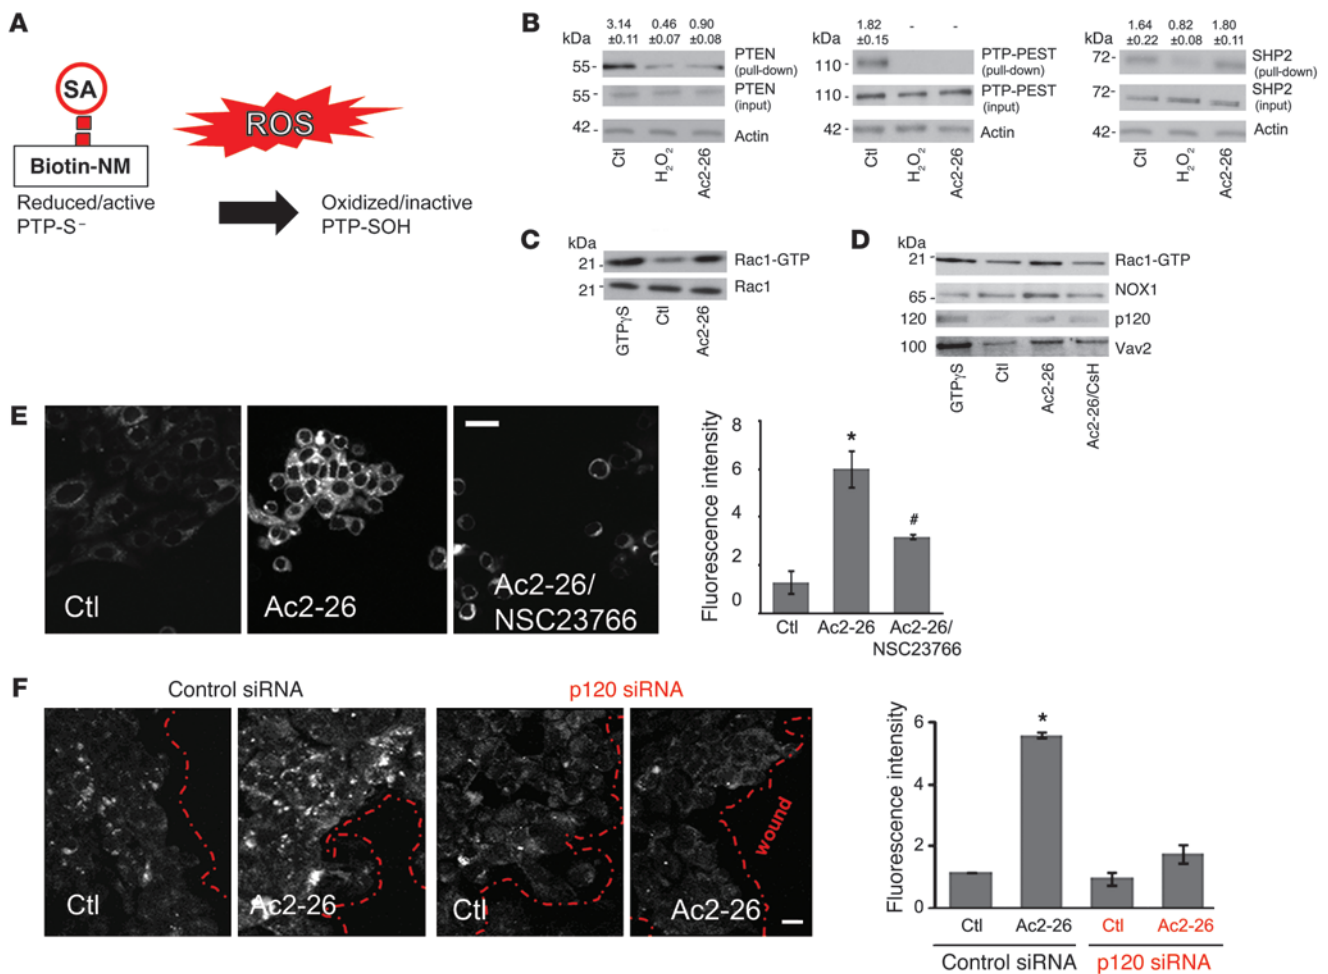 A
SA
ROS
Biotin-NM
Reduced/active
PTP-S⁻
Oxidized/inactive
PTP-SOH
B
3.14 0.46 0.90
±0.11 ±0.07 ±0.08
kDa
55- PTEN
(pull-down)
55- PTEN
(input)
42- Actin
Ctl H₂O₂ Ac2-26
1.82 - -
±0.15
kDa
110- PTP-PEST
(pull-down)
110- PTP-PEST
(input)
42- Actin
Ctl H₂O₂ Ac2-26
1.64 0.82 1.80
±0.22 ±0.08 ±0.11
kDa
72- SHP2
(pull-down)
72- SHP2
(input)
42- Actin
Ctl H₂O₂ Ac2-26
C
kDa
21- Rac1-GTP
21- Rac1
GTPγS Ctl Ac2-26
D
kDa
21- Rac1-GTP
65- NOX1
120 p120
100 Vav2
GTPγS Ctl Ac2-26 Ac2-26/CsH
E
Ctl
Ac2-26
Ac2-26/
NSC23766
Fluorescence intensity
8
6
4
2
0
*
#
Ctl Ac2-26 Ac2-26/
NSC23766
F
Control siRNA p120 siRNA
Ctl
Ac2-26
Ctl
Ac2-26
wound
Fluorescence intensity
6
4
2
0
*
Ctl Ac2-26 Ctl Ac2-26
Control siRNA p120 siRNA